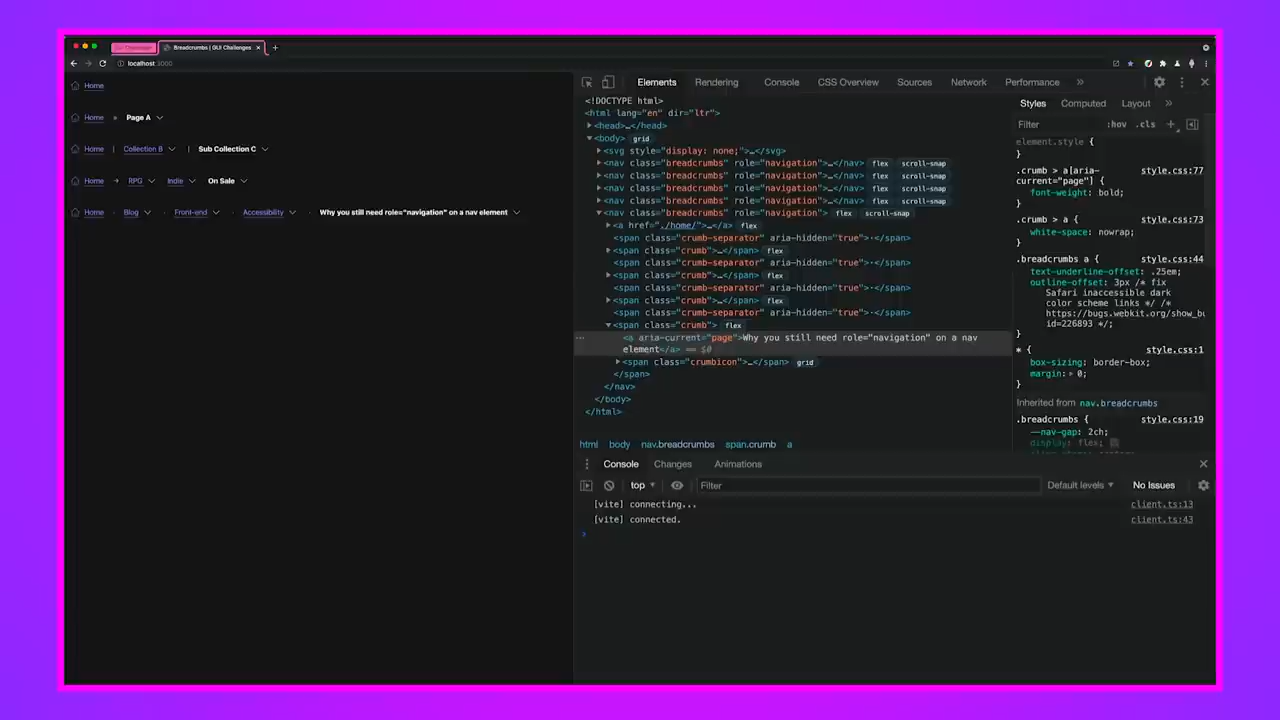 Breadcrumbs | GUI Challenges
localhost:3000
Home
Home
Page A
Home | Collection B | Sub Collection C
Home → RPG Indie On Sale
Home · Blog · Front-end · Accessibility · Why you still need role="navigation" on a nav element
Elements Rendering Console CSS Overview Sources Network Performance »
<!DOCTYPE html>
<html lang="en" dir="ltr">
<head>…</head>
<body> grid
<svg style="display: none;">…</svg>
<nav class="breadcrumbs" role="navigation">…</nav> flex scroll-snap
<nav class="breadcrumbs" role="navigation">…</nav> flex scroll-snap
<nav class="breadcrumbs" role="navigation">…</nav> flex scroll-snap
<nav class="breadcrumbs" role="navigation">…</nav> flex scroll-snap
<nav class="breadcrumbs" role="navigation"> flex scroll-snap
<a href="./home/">…</a> flex
<span class="crumb-separator" aria-hidden="true">·</span>
<span class="crumb">…</span> flex
<span class="crumb-separator" aria-hidden="true">·</span>
<span class="crumb">…</span> flex
<span class="crumb-separator" aria-hidden="true">·</span>
<span class="crumb">…</span> flex
<span class="crumb-separator" aria-hidden="true">·</span>
<span class="crumb"> flex
<a aria-current="page">Why you still need role="navigation" on a nav
element</a> == $0
<span class="crumbicon">…</span> grid
</span>
</nav>
</body>
</html>
html body nav.breadcrumbs span.crumb a
Styles Computed Layout »
Filter :hov .cls +
element.style {
}
.crumb > a[aria- style.css:77
current="page"] {
font-weight: bold;
}
.crumb > a { style.css:73
white-space: nowrap;
}
.breadcrumbs a { style.css:44
text-underline-offset: .25em;
outline-offset: 3px /* fix
Safari inaccessible dark
color scheme links */ /*
https://bugs.webkit.org/show_bu
id=226893 */;
}
* { style.css:1
box-sizing: border-box;
margin: 0;
}
Inherited from nav.breadcrumbs
.breadcrumbs { style.css:19
--nav-gap: 2ch;
display: flex;
Console Changes Animations
top Filter Default levels No Issues
[vite] connecting... client.ts:13
[vite] connected. client.ts:43